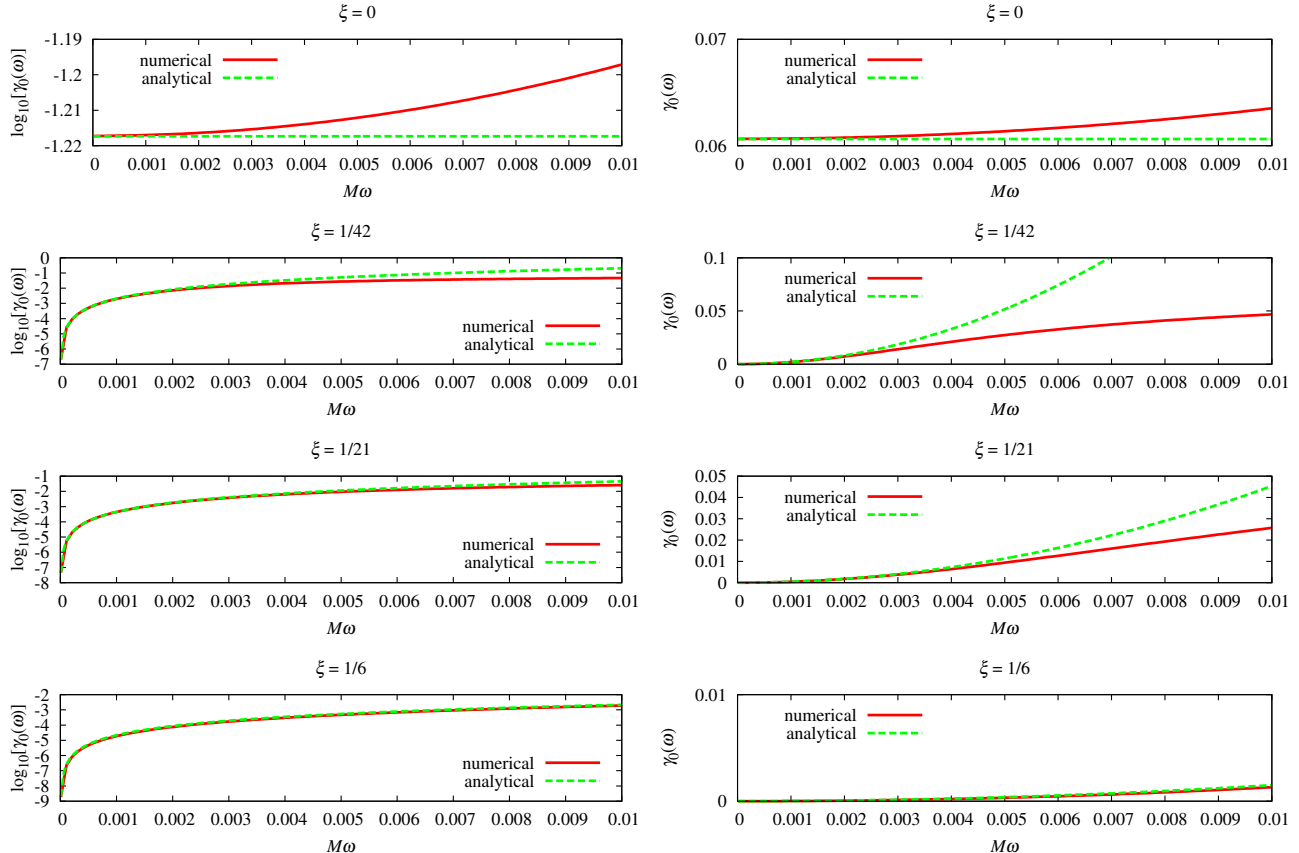 ξ = 0
log₁₀[γ₀(ω)]
-1.19
-1.2
-1.21
-1.22
numerical
analytical
0 0.001 0.002 0.003 0.004 0.005 0.006 0.007 0.008 0.009 0.01
Mω
ξ = 0
γ₀(ω)
0.07
0.06
numerical
analytical
0 0.001 0.002 0.003 0.004 0.005 0.006 0.007 0.008 0.009 0.01
Mω
ξ = 1/42
log₁₀[γ₀(ω)]
0
-1
-2
-3
-4
-5
-6
-7
numerical
analytical
0 0.001 0.002 0.003 0.004 0.005 0.006 0.007 0.008 0.009 0.01
Mω
ξ = 1/42
γ₀(ω)
0.1
0.05
0
numerical
analytical
0 0.001 0.002 0.003 0.004 0.005 0.006 0.007 0.008 0.009 0.01
Mω
ξ = 1/21
log₁₀[γ₀(ω)]
-1
-2
-3
-4
-5
-6
-7
-8
numerical
analytical
0 0.001 0.002 0.003 0.004 0.005 0.006 0.007 0.008 0.009 0.01
Mω
ξ = 1/21
γ₀(ω)
0.05
0.04
0.03
0.02
0.01
0
numerical
analytical
0 0.001 0.002 0.003 0.004 0.005 0.006 0.007 0.008 0.009 0.01
Mω
ξ = 1/6
log₁₀[γ₀(ω)]
-2
-3
-4
-5
-6
-7
-8
-9
numerical
analytical
0 0.001 0.002 0.003 0.004 0.005 0.006 0.007 0.008 0.009 0.01
Mω
ξ = 1/6
γ₀(ω)
0.01
0
numerical
analytical
0 0.001 0.002 0.003 0.004 0.005 0.006 0.007 0.008 0.009 0.01
Mω